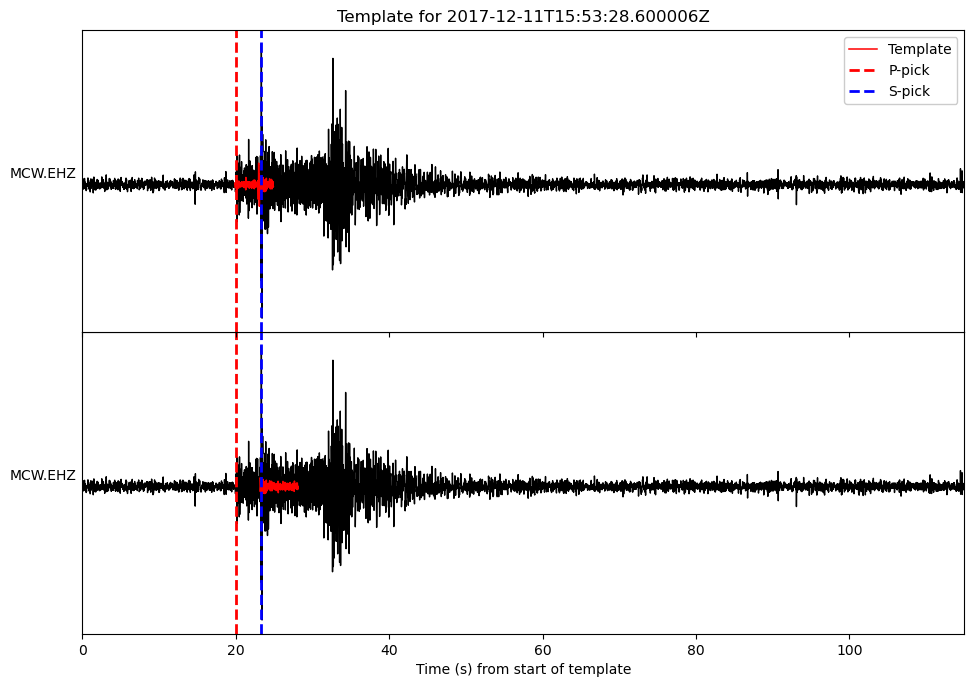 Template for 2017-12-11T15:53:28.600006Z
Template
P-pick
S-pick
MCW.EHZ
MCW.EHZ
0 20 40 60 80 100
Time (s) from start of template